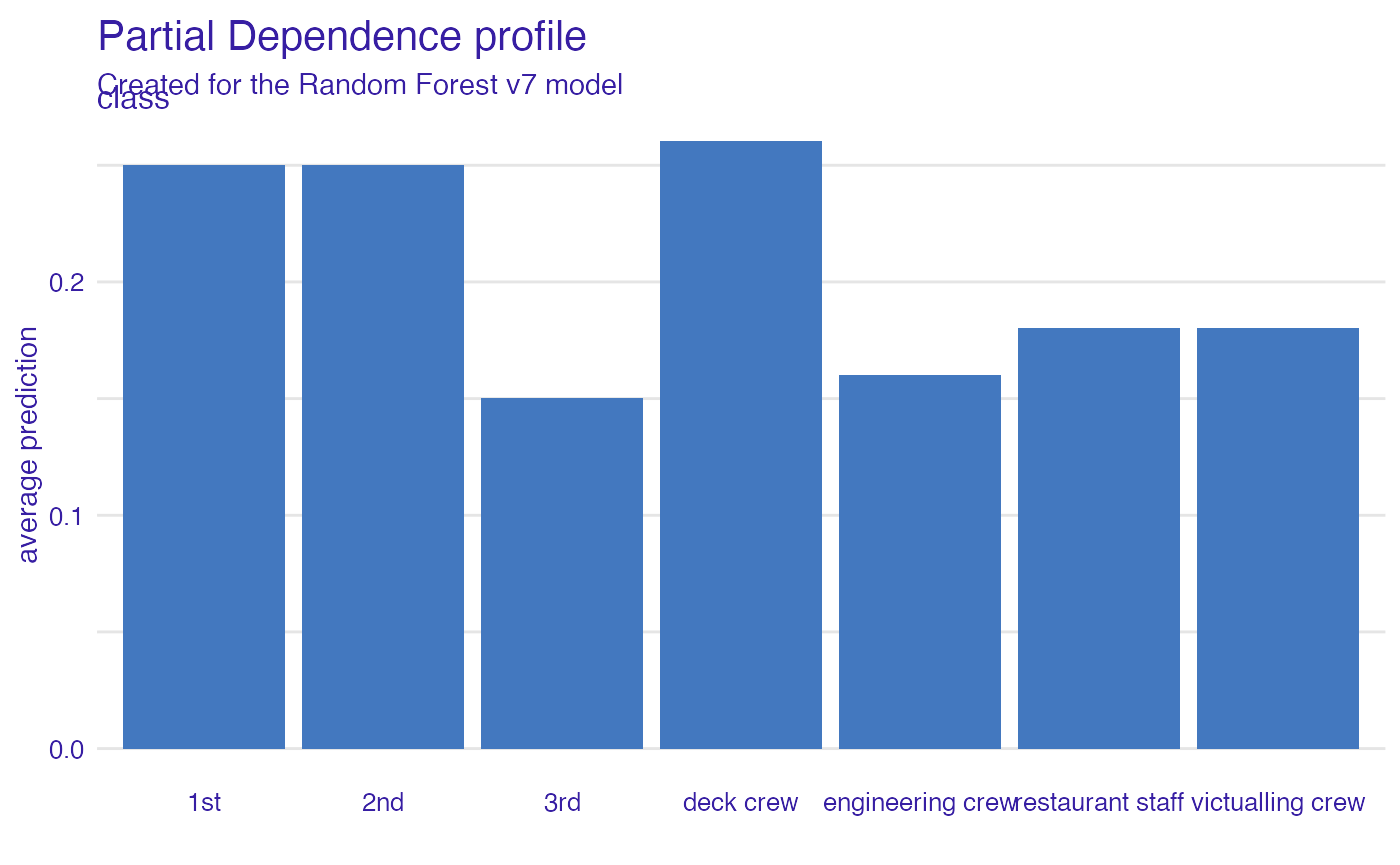 Partial Dependence profile
Created for the Random Forest v7 model
class
average prediction
0.2
0.1
0.0
1st 2nd 3rd deck crew engineering crew restaurant staff victualling crew